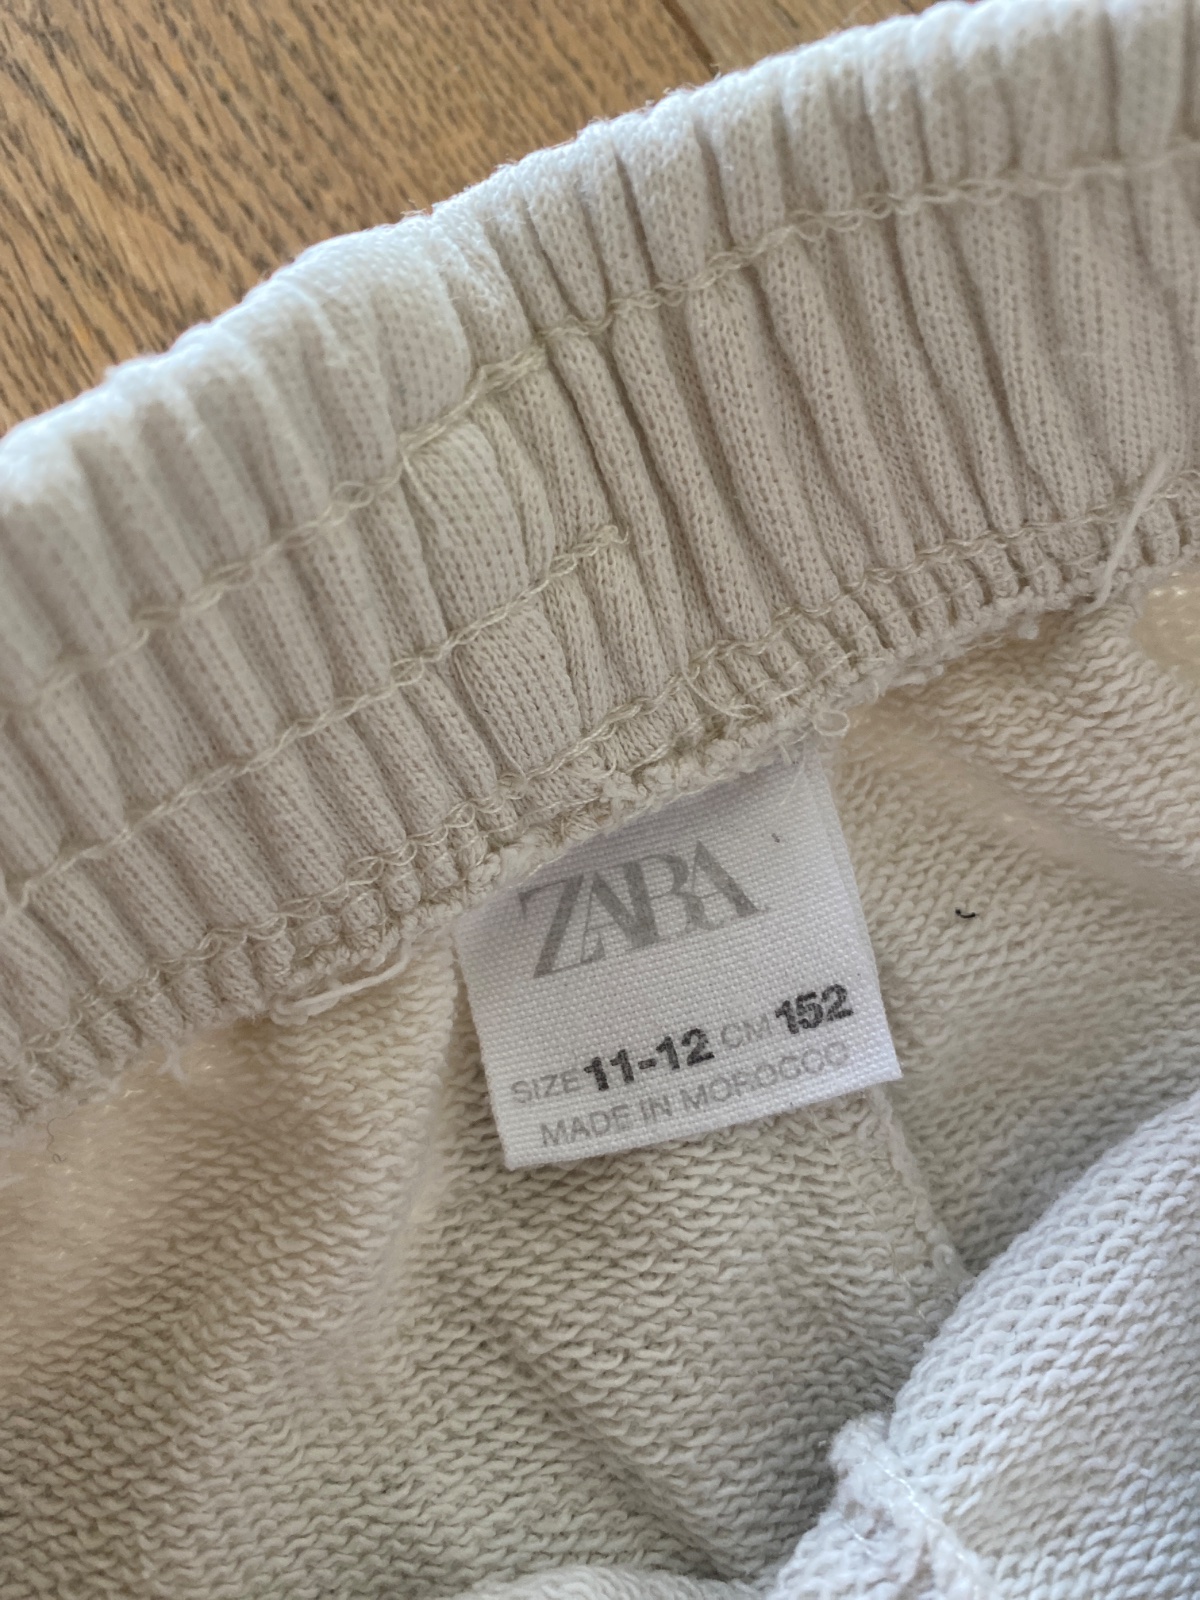 ZARA
SIZE 11-12 CM 152
MADE IN MOROCCO